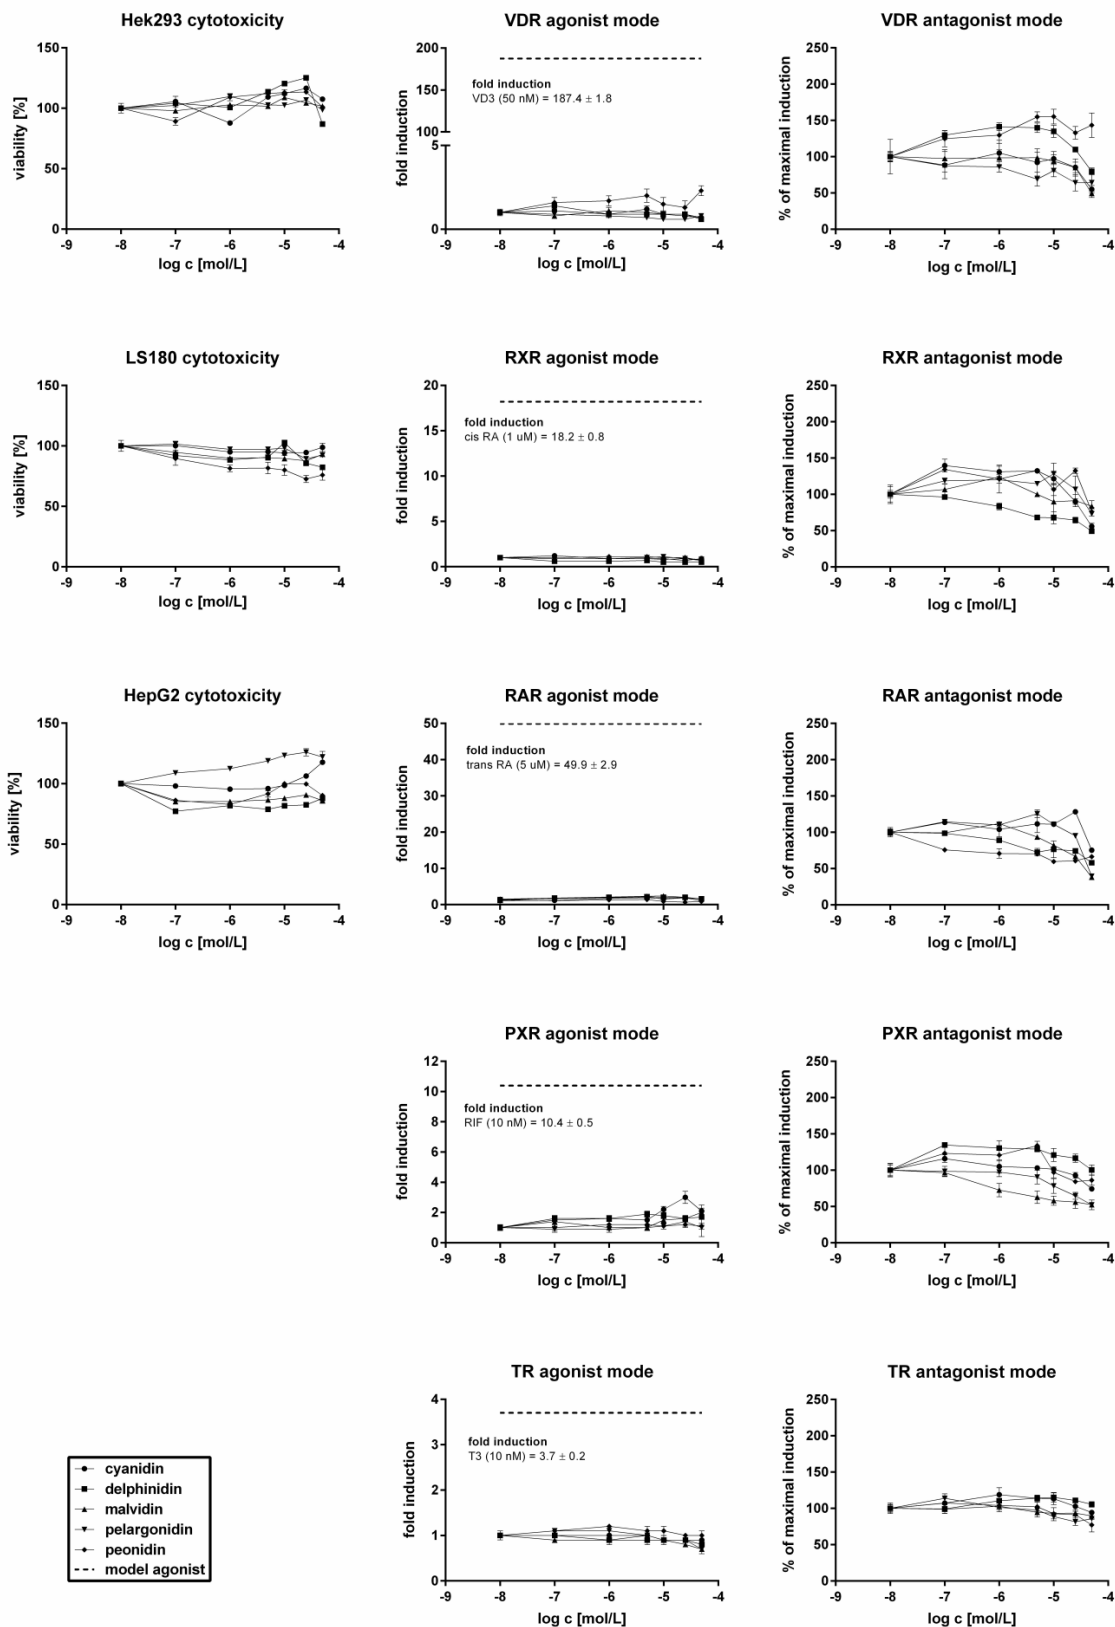 Hek293 cytotoxicity
viability [%]
150
100
50
0
-9 -8 -7 -6 -5 -4
log c [mol/L]
VDR agonist mode
fold induction
200
150
100
5
0
fold induction
VD3 (50 nM) = 187.4 ± 1.8
-9 -8 -7 -6 -5 -4
log c [mol/L]
VDR antagonist mode
% of maximal induction
250
200
150
100
50
0
-9 -8 -7 -6 -5 -4
log c [mol/L]
LS180 cytotoxicity
viability [%]
150
100
50
0
-9 -8 -7 -6 -5 -4
log c [mol/L]
RXR agonist mode
fold induction
20
15
10
5
0
fold induction
cis RA (1 uM) = 18.2 ± 0.8
-9 -8 -7 -6 -5 -4
log c [mol/L]
RXR antagonist mode
% of maximal induction
250
200
150
100
50
0
-9 -8 -7 -6 -5 -4
log c [mol/L]
HepG2 cytotoxicity
viability [%]
150
100
50
0
-9 -8 -7 -6 -5 -4
log c [mol/L]
RAR agonist mode
fold induction
50
40
30
20
10
0
fold induction
trans RA (5 uM) = 49.9 ± 2.9
-9 -8 -7 -6 -5 -4
log c [mol/L]
RAR antagonist mode
% of maximal induction
250
200
150
100
50
0
-9 -8 -7 -6 -5 -4
log c [mol/L]
PXR agonist mode
fold induction
12
10
8
6
4
2
0
fold induction
RIF (10 nM) = 10.4 ± 0.5
-9 -8 -7 -6 -5 -4
log c [mol/L]
PXR antagonist mode
% of maximal induction
250
200
150
100
50
0
-9 -8 -7 -6 -5 -4
log c [mol/L]
cyanidin
delphinidin
malvidin
pelargonidin
peonidin
model agonist
TR agonist mode
fold induction
4
3
2
1
0
fold induction
T3 (10 nM) = 3.7 ± 0.2
-9 -8 -7 -6 -5 -4
log c [mol/L]
TR antagonist mode
% of maximal induction
250
200
150
100
50
0
-9 -8 -7 -6 -5 -4
log c [mol/L]